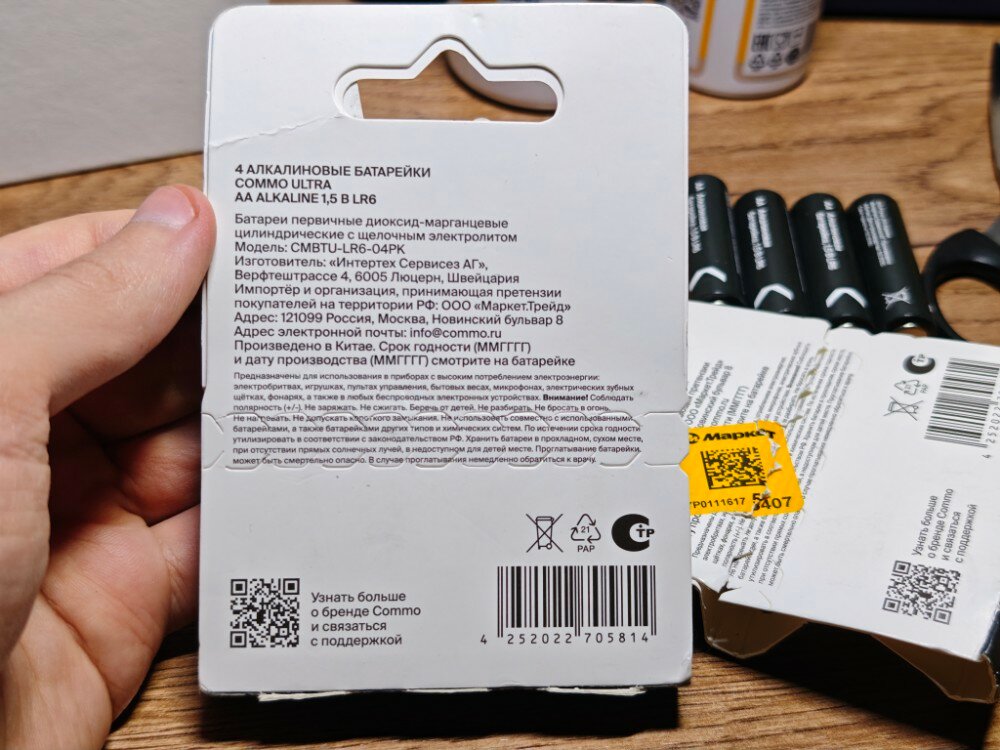 4 АЛКАЛИНОВЫЕ БАТАРЕЙКИ
COMMO ULTRA
AA ALKALINE 1,5 В LR6
Батареи первичные диоксид-марганцевые
цилиндрические с щелочным электролитом
Модель: CMBTU-LR6-04PK
Изготовитель: «Интертех Сервисез АГ»,
Верфтештрассе 4, 6005 Люцерн, Швейцария
Импортёр и организация, принимающая претензии
покупателей на территории РФ: ООО «Маркет.Трейд»
Адрес: 121099 Россия, Москва, Новинский бульвар 8
Адрес электронной почты: info@commo.ru
Произведено в Китае. Срок годности (ММГГГГ)
и дату производства (ММГГГГ) смотрите на батарейке
Предназначены для использования в приборах с высоким потреблением электроэнергии:
электробритвах, игрушках, пультах управления, бытовых весах, микрофонах, электрических зубных
щётках, фонарях, а также в любых беспроводных электронных устройствах. Внимание! Соблюдать
полярность (+/-). Не заряжать. Не сжигать. Беречь от детей. Не разбирать. Не бросать в огонь.
Не нагревать. Не допускать короткого замыкания. Не использовать совместно с использованными
батарейками, а также батарейками других типов и химических систем. По истечении срока годности
утилизировать в соответствии с законодательством РФ. Хранить батареи в прохладном, сухом месте,
при отсутствии прямых солнечных лучей, в недоступном для детей месте. Проглатывание батарейки
может быть смертельно опасно. В случае проглатывания немедленно обратиться к врачу.
21
PAP
СТР
Узнать больше
о бренде Commo
и связаться
с поддержкой
4 252022 705814
Маркет
0111617
5407
PAP
Узнать больше
о бренде Commo
и связаться
с поддержкой